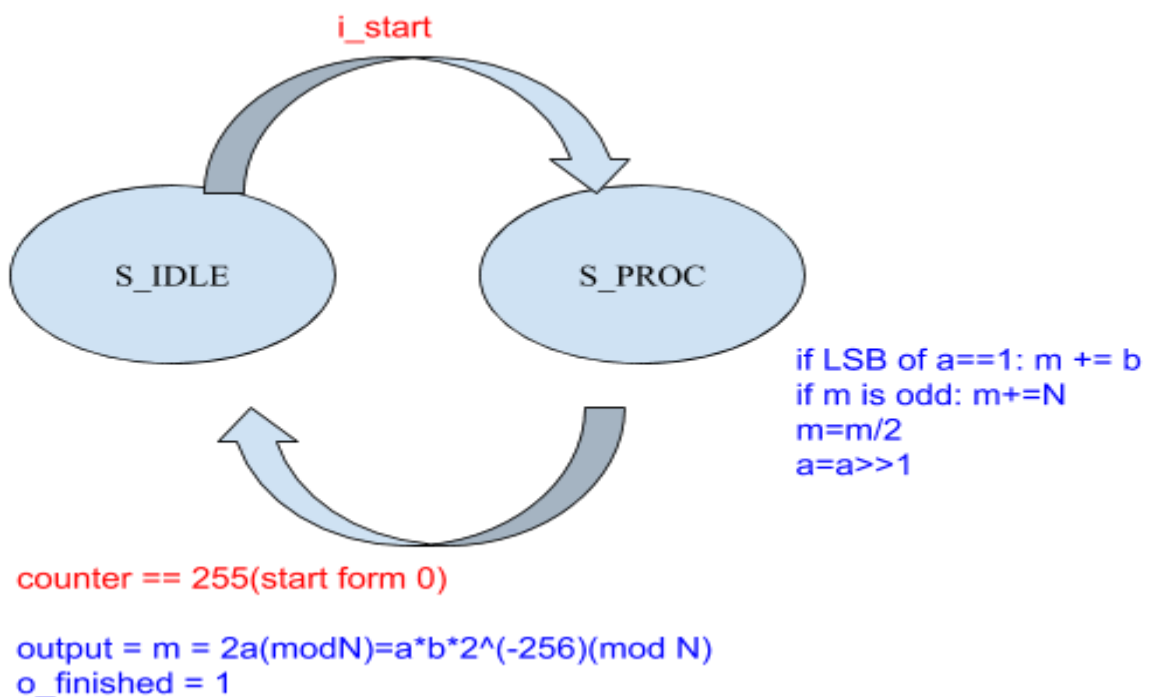 i_start
S_IDLE
S_PROC
if LSB of a==1: m += b
if m is odd: m+=N
m=m/2
a=a>>1
counter == 255(start form 0)
output = m = 2a(modN)=a*b*2^(-256)(mod N)
o_finished = 1